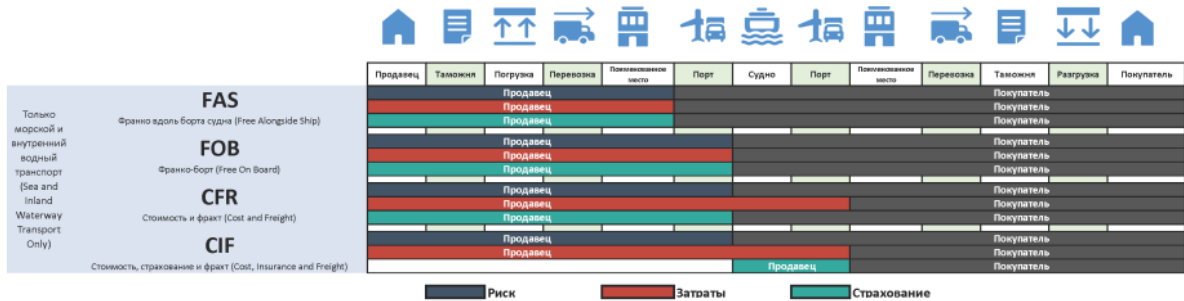 Продавец Таможня Погрузка Перевозка Поименованное место Порт Судно Порт Поименованное место Перевозка Таможня Разгрузка Покупатель
Только морской и внутренний водный транспорт (Sea and Inland Waterway Transport Only)
FAS
Франко вдоль борта судна (Free Alongside Ship)
Продавец Покупатель
Продавец Покупатель
Продавец Покупатель
FOB
Франко-борт (Free On Board)
Продавец Покупатель
Продавец Покупатель
Продавец Покупатель
CFR
Стоимость и фрахт (Cost and Freight)
Продавец Покупатель
Продавец Покупатель
Продавец Покупатель
CIF
Стоимость, страхование и фрахт (Cost, Insurance and Freight)
Продавец Покупатель
Продавец Покупатель
Продавец Покупатель
Риск Затраты Страхование